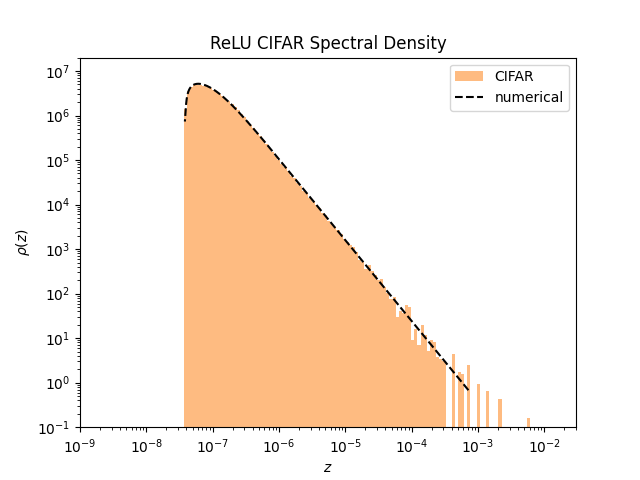 ReLU CIFAR Spectral Density
CIFAR
numerical
10⁷
10⁶
10⁵
10⁴
10³
10²
10¹
10⁰
10⁻¹
ρ(z)
10⁻⁹ 10⁻⁸ 10⁻⁷ 10⁻⁶ 10⁻⁵ 10⁻⁴ 10⁻³ 10⁻²
z